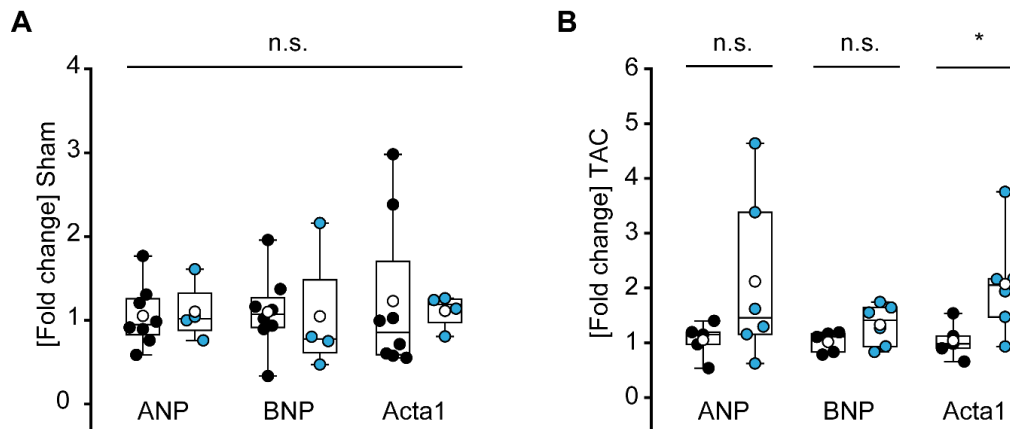 A
n.s.
4
3
2
1
0
[Fold change] Sham
ANP BNP Acta1
B
n.s. n.s. *
6
5
4
3
2
1
0
[Fold change] TAC
ANP BNP Acta1